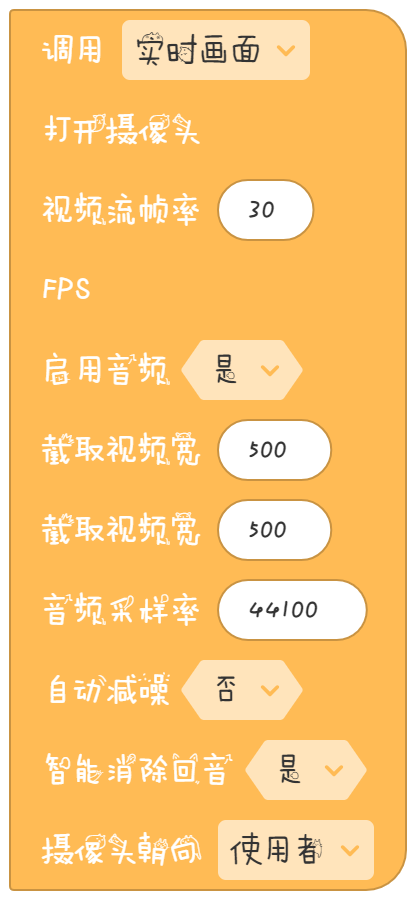 调用 实时画面
打开摄像头
视频流帧率 30
FPS
启用音频 是
截取视频宽 500
截取视频宽 500
音频采样率 44100
自动减噪 否
智能消除回音 是
摄像头朝向 使用者